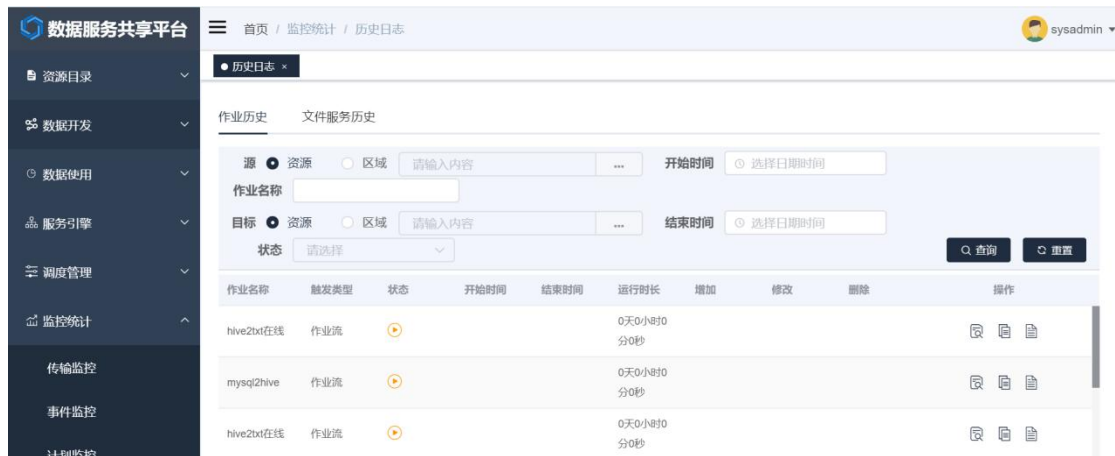 数据服务共享平台
首页 / 监控统计 / 历史日志
sysadmin
资源目录
数据开发
数据使用
服务引擎
调度管理
监控统计
传输监控
事件监控
计划监控
历史日志 ×
作业历史 文件服务历史
源 资源 区域 请输入内容 ... 开始时间 选择日期时间
作业名称
目标 资源 区域 请输入内容 ... 结束时间 选择日期时间
状态 请选择 查询 重置
作业名称 触发类型 状态 开始时间 结束时间 运行时长 增加 修改 删除 操作
hive2txt在线 作业流 0天0小时0
分0秒
mysql2hive 作业流 0天0小时0
分0秒
hive2txt在线 作业流 0天0小时0
分0秒